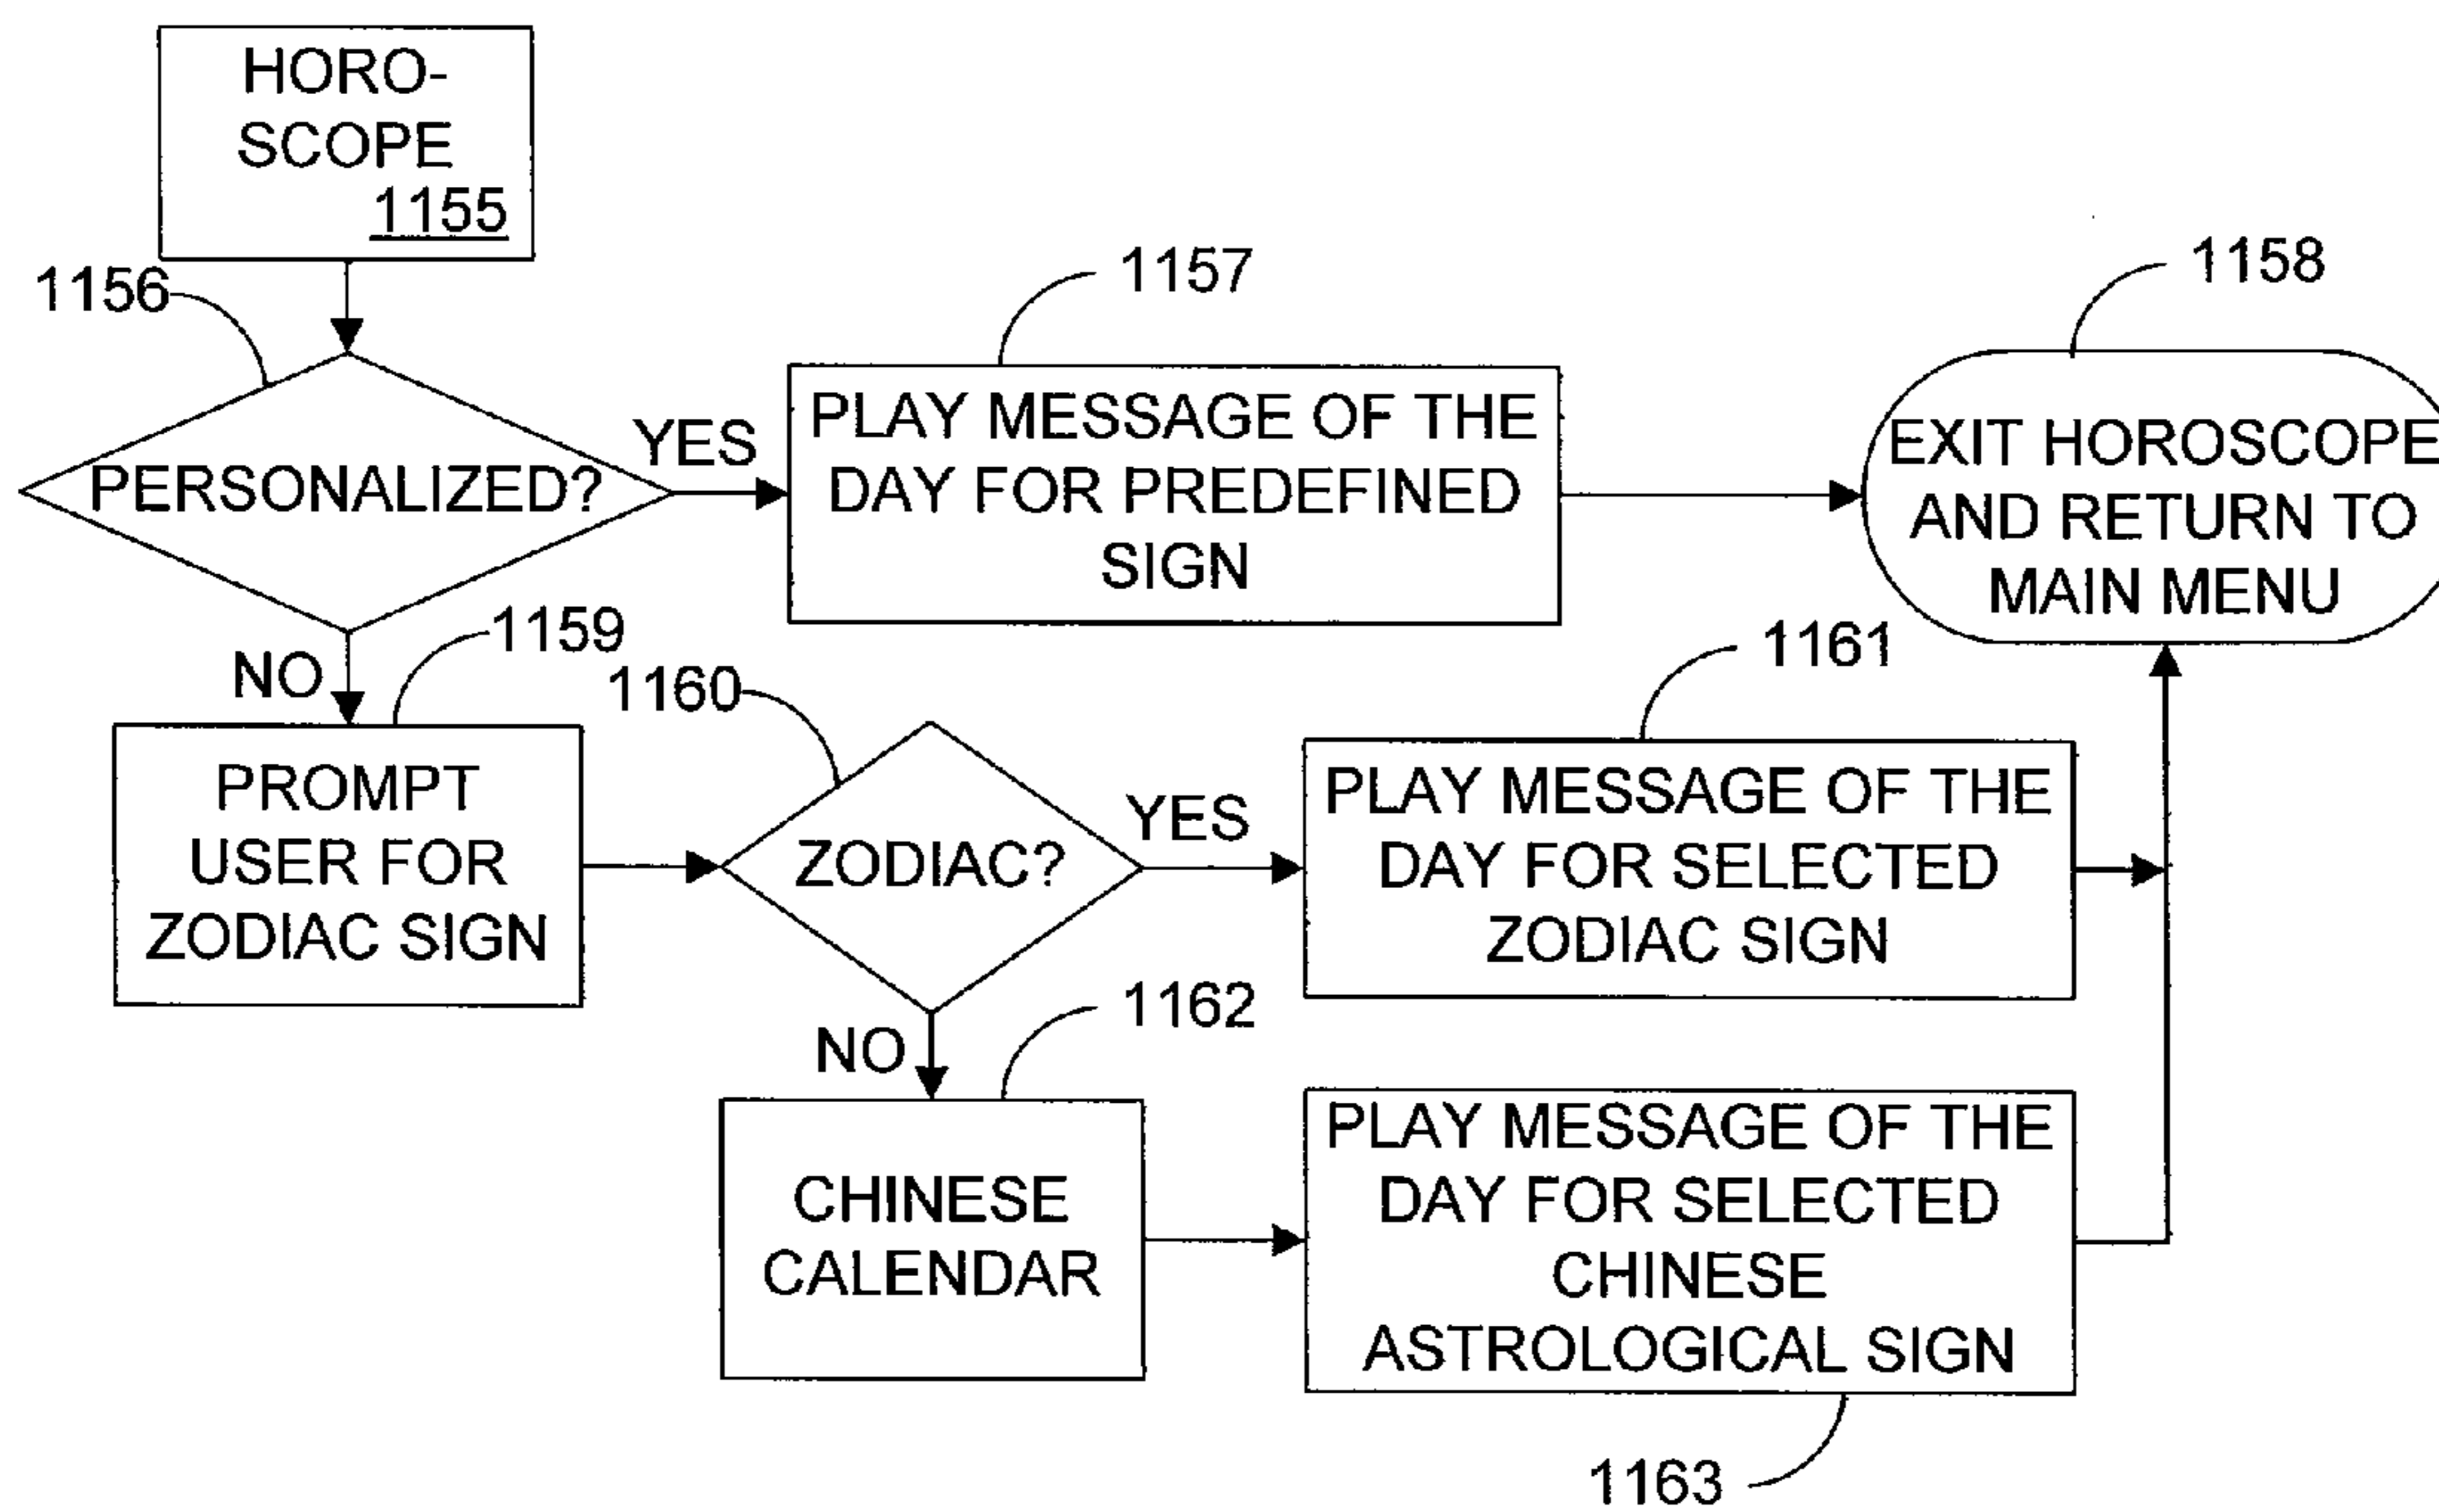 HORO-
SCOPE
1155
1156
1157
1158
PERSONALIZED?
YES
PLAY MESSAGE OF THE
DAY FOR PREDEFINED
SIGN
EXIT HOROSCOPE
AND RETURN TO
MAIN MENU
NO
1159
1160
1161
PROMPT
USER FOR
ZODIAC SIGN
ZODIAC?
YES
PLAY MESSAGE OF THE
DAY FOR SELECTED
ZODIAC SIGN
NO
1162
CHINESE
CALENDAR
PLAY MESSAGE OF THE
DAY FOR SELECTED
CHINESE
ASTROLOGICAL SIGN
1163